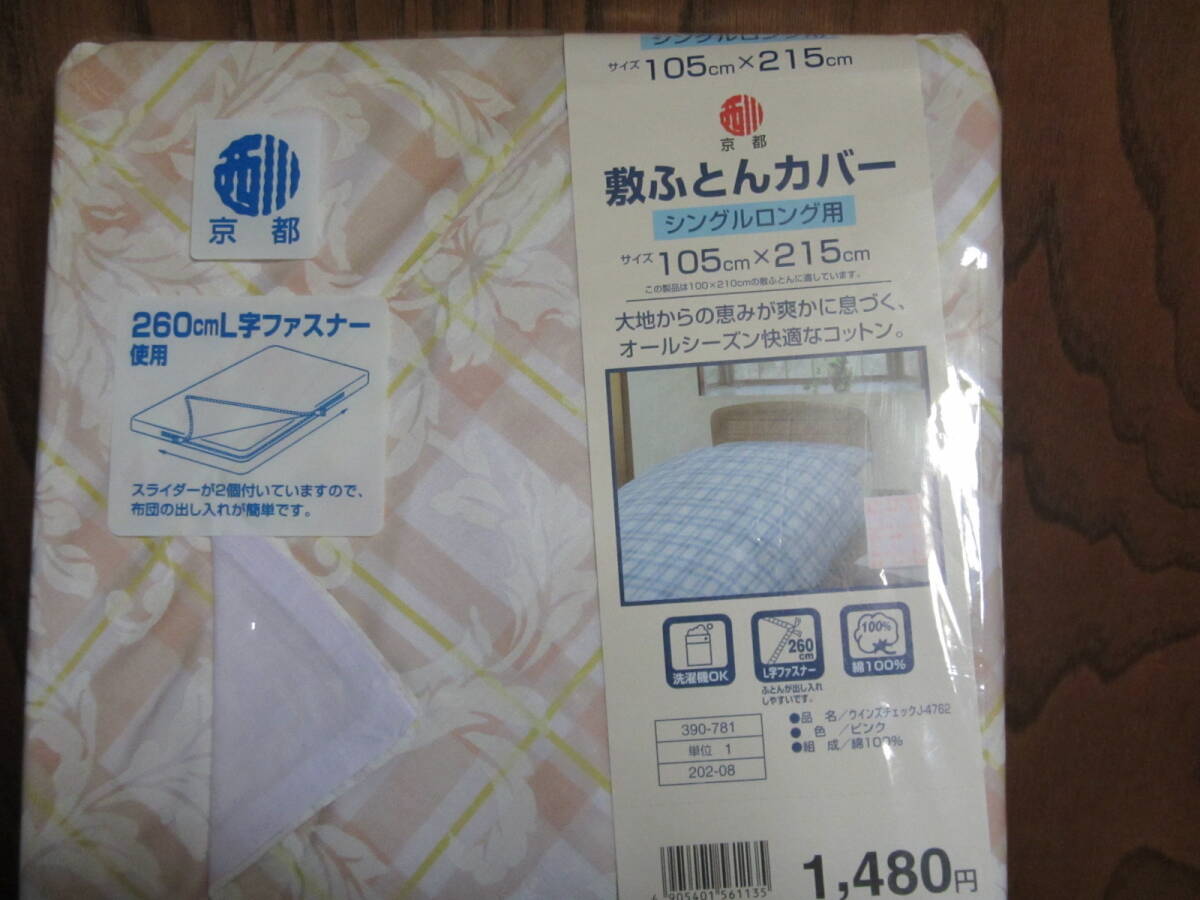 西川
京都
260cmL字ファスナー
使用
スライダーが2個付いていますので、
布団の出し入れが簡単です。
シングルロング用
サイズ 105cm×215cm
西川
京都
敷ふとんカバー
シングルロング用
サイズ 105cm×215cm
この製品は100×210cmの敷ふとんに適しています。
大地からの恵みが爽かに息づく、
オールシーズン快適なコットン。
洗濯機OK
260
cm
L字ファスナー
ふとんが出し入れ
しやすいです。
100%
綿100%
390-781
単位 1
202-08
●品 名/ウインズチェックJ-4762
●色/ピンク
●組 成/綿100%
4 905401 561135
1,480円